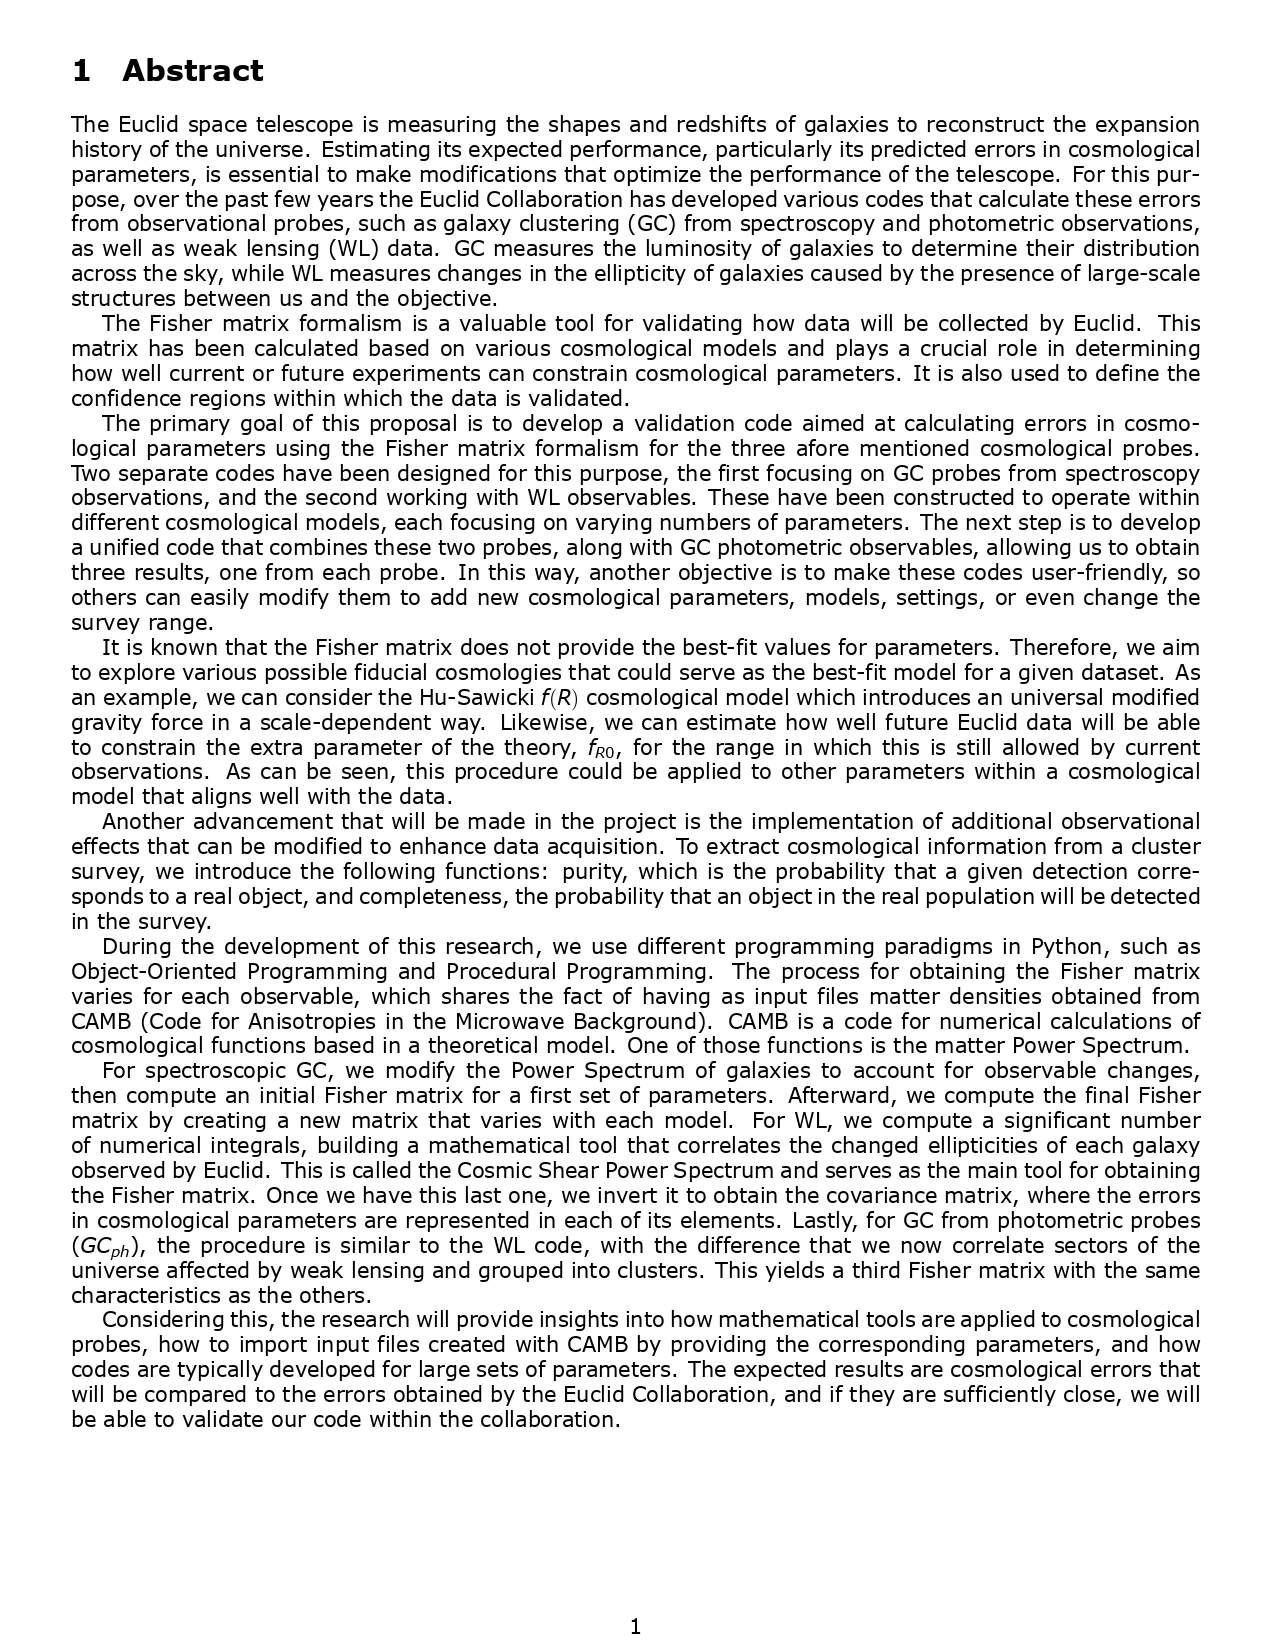 1 Abstract
The Euclid space telescope is measuring the shapes and redshifts of galaxies to reconstruct the expansion
history of the universe. Estimating its expected performance, particularly its predicted errors in cosmological
parameters, is essential to make modifications that optimize the performance of the telescope. For this pur-
pose, over the past few years the Euclid Collaboration has developed various codes that calculate these errors
from observational probes, such as galaxy clustering (GC) from spectroscopy and photometric observations,
as well as weak lensing (WL) data. GC measures the luminosity of galaxies to determine their distribution
across the sky, while WL measures changes in the ellipticity of galaxies caused by the presence of large-scale
structures between us and the objective.
The Fisher matrix formalism is a valuable tool for validating how data will be collected by Euclid. This
matrix has been calculated based on various cosmological models and plays a crucial role in determining
how well current or future experiments can constrain cosmological parameters. It is also used to define the
confidence regions within which the data is validated.
The primary goal of this proposal is to develop a validation code aimed at calculating errors in cosmo-
logical parameters using the Fisher matrix formalism for the three afore mentioned cosmological probes.
Two separate codes have been designed for this purpose, the first focusing on GC probes from spectroscopy
observations, and the second working with WL observables. These have been constructed to operate within
different cosmological models, each focusing on varying numbers of parameters. The next step is to develop
a unified code that combines these two probes, along with GC photometric observables, allowing us to obtain
three results, one from each probe. In this way, another objective is to make these codes user-friendly, so
others can easily modify them to add new cosmological parameters, models, settings, or even change the
survey range.
It is known that the Fisher matrix does not provide the best-fit values for parameters. Therefore, we aim
to explore various possible fiducial cosmologies that could serve as the best-fit model for a given dataset. As
an example, we can consider the Hu-Sawicki f(R) cosmological model which introduces an universal modified
gravity force in a scale-dependent way. Likewise, we can estimate how well future Euclid data will be able
to constrain the extra parameter of the theory, f_{R0}, for the range in which this is still allowed by current
observations. As can be seen, this procedure could be applied to other parameters within a cosmological
model that aligns well with the data.
Another advancement that will be made in the project is the implementation of additional observational
effects that can be modified to enhance data acquisition. To extract cosmological information from a cluster
survey, we introduce the following functions: purity, which is the probability that a given detection corre-
sponds to a real object, and completeness, the probability that an object in the real population will be detected
in the survey.
During the development of this research, we use different programming paradigms in Python, such as
Object-Oriented Programming and Procedural Programming. The process for obtaining the Fisher matrix
varies for each observable, which shares the fact of having as input files matter densities obtained from
CAMB (Code for Anisotropies in the Microwave Background). CAMB is a code for numerical calculations of
cosmological functions based in a theoretical model. One of those functions is the matter Power Spectrum.
For spectroscopic GC, we modify the Power Spectrum of galaxies to account for observable changes,
then compute an initial Fisher matrix for a first set of parameters. Afterward, we compute the final Fisher
matrix by creating a new matrix that varies with each model. For WL, we compute a significant number
of numerical integrals, building a mathematical tool that correlates the changed ellipticities of each galaxy
observed by Euclid. This is called the Cosmic Shear Power Spectrum and serves as the main tool for obtaining
the Fisher matrix. Once we have this last one, we invert it to obtain the covariance matrix, where the errors
in cosmological parameters are represented in each of its elements. Lastly, for GC from photometric probes
(GC_{ph}), the procedure is similar to the WL code, with the difference that we now correlate sectors of the
universe affected by weak lensing and grouped into clusters. This yields a third Fisher matrix with the same
characteristics as the others.
Considering this, the research will provide insights into how mathematical tools are applied to cosmological
probes, how to import input files created with CAMB by providing the corresponding parameters, and how
codes are typically developed for large sets of parameters. The expected results are cosmological errors that
will be compared to the errors obtained by the Euclid Collaboration, and if they are sufficiently close, we will
be able to validate our code within the collaboration.
1